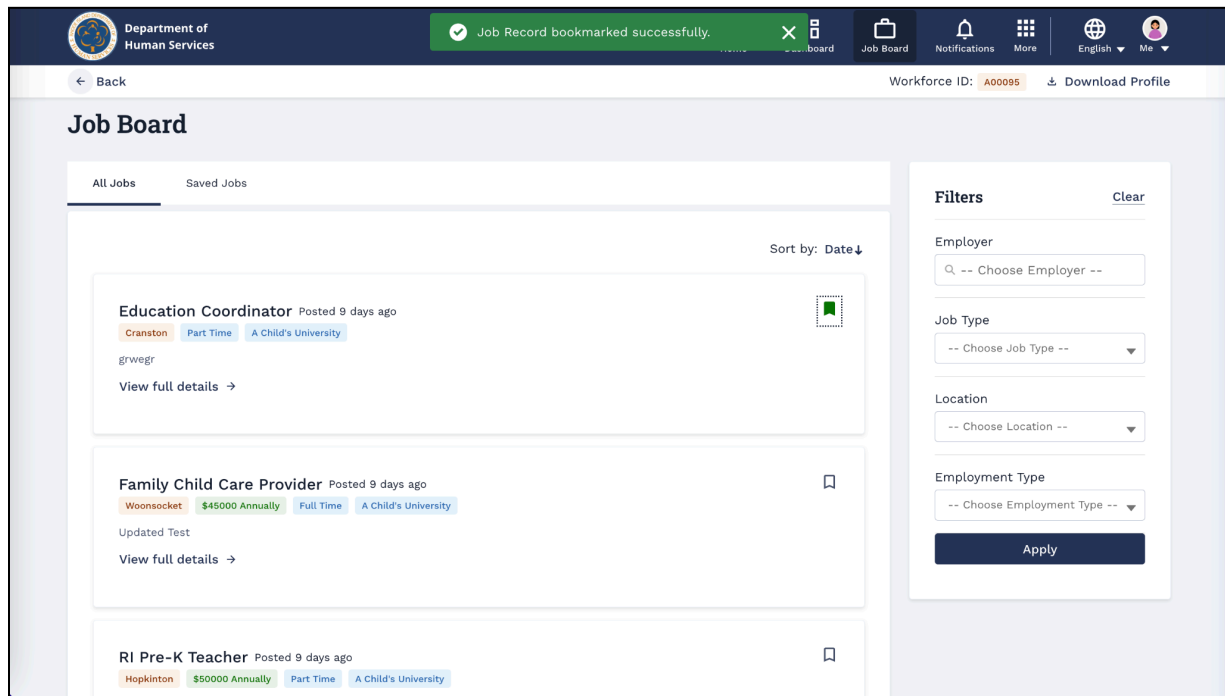 Department of
Human Services
Job Record bookmarked successfully.
Job Board
Notifications
More
English
Me
Back
Workforce ID: A00095
Download Profile
Job Board
All Jobs
Saved Jobs
Sort by: Date
Education Coordinator Posted 9 days ago
Cranston Part Time A Child's University
grwegr
View full details
Family Child Care Provider Posted 9 days ago
Woonsocket $45000 Annually Full Time A Child's University
Updated Test
View full details
RI Pre-K Teacher Posted 9 days ago
Hopkinton $50000 Annually Part Time A Child's University
Filters
Clear
Employer
-- Choose Employer --
Job Type
-- Choose Job Type --
Location
-- Choose Location --
Employment Type
-- Choose Employment Type --
Apply